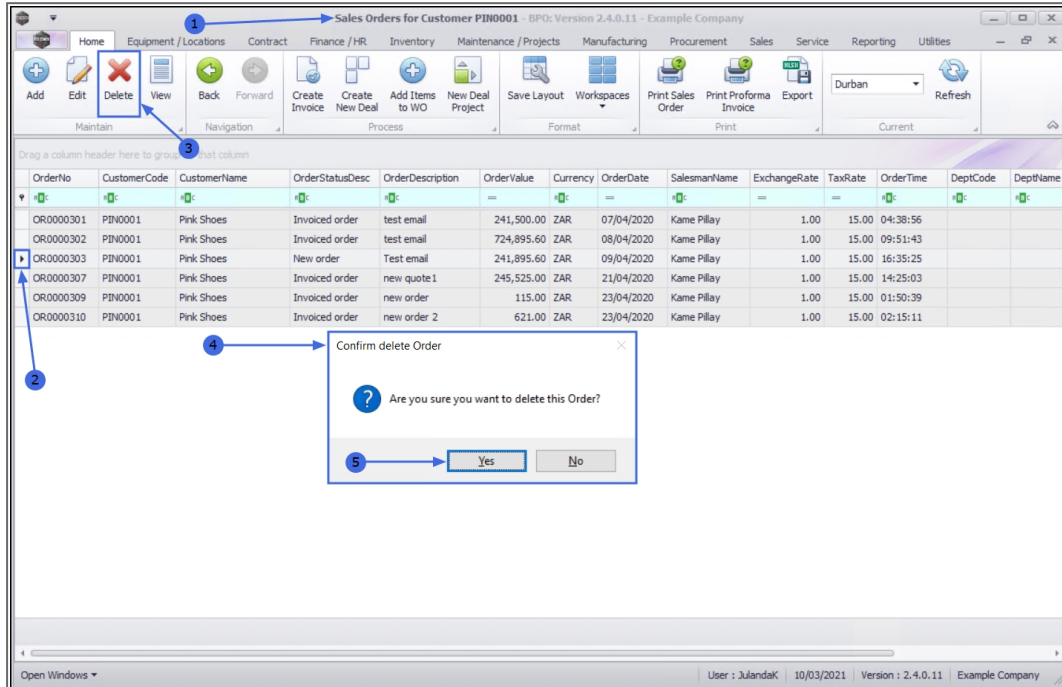 1
Sales Orders for Customer PIN0001 - BPO: Version 2.4.0.11 - Example Company
Home Equipment / Locations Contract Finance / HR Inventory Maintenance / Projects Manufacturing Procurement Sales Service Reporting Utilities
Add Edit Delete View Back Forward Create Invoice Create New Deal Add Items to WO New Deal Project Save Layout Workspaces Print Sales Order Print Proforma Invoice Export Durban Refresh
Maintain Navigation Process Format Print Current
3
Drag a column header here to group that column
OrderNo CustomerCode CustomerName OrderStatusDesc OrderDescription OrderValue Currency OrderDate SalesmanName ExchangeRate TaxRate OrderTime DeptCode DeptName
OR0000301 PIN0001 Pink Shoes Invoiced order test email 241,500.00 ZAR 07/04/2020 Kame Pillay 1.00 15.00 04:38:56
OR0000302 PIN0001 Pink Shoes Invoiced order test email 724,895.60 ZAR 08/04/2020 Kame Pillay 1.00 15.00 09:51:43
OR0000303 PIN0001 Pink Shoes New order Test email 241,895.60 ZAR 09/04/2020 Kame Pillay 1.00 15.00 16:35:25
OR0000307 PIN0001 Pink Shoes Invoiced order new quote1 245,525.00 ZAR 21/04/2020 Kame Pillay 1.00 15.00 14:25:03
OR0000309 PIN0001 Pink Shoes Invoiced order new order 115.00 ZAR 23/04/2020 Kame Pillay 1.00 15.00 01:50:39
OR0000310 PIN0001 Pink Shoes Invoiced order new order 2 621.00 ZAR 23/04/2020 Kame Pillay 1.00 15.00 02:15:11
4
Confirm delete Order
2
Are you sure you want to delete this Order?
5
Yes No
Open Windows User : JulandaK 10/03/2021 Version : 2.4.0.11 Example Company